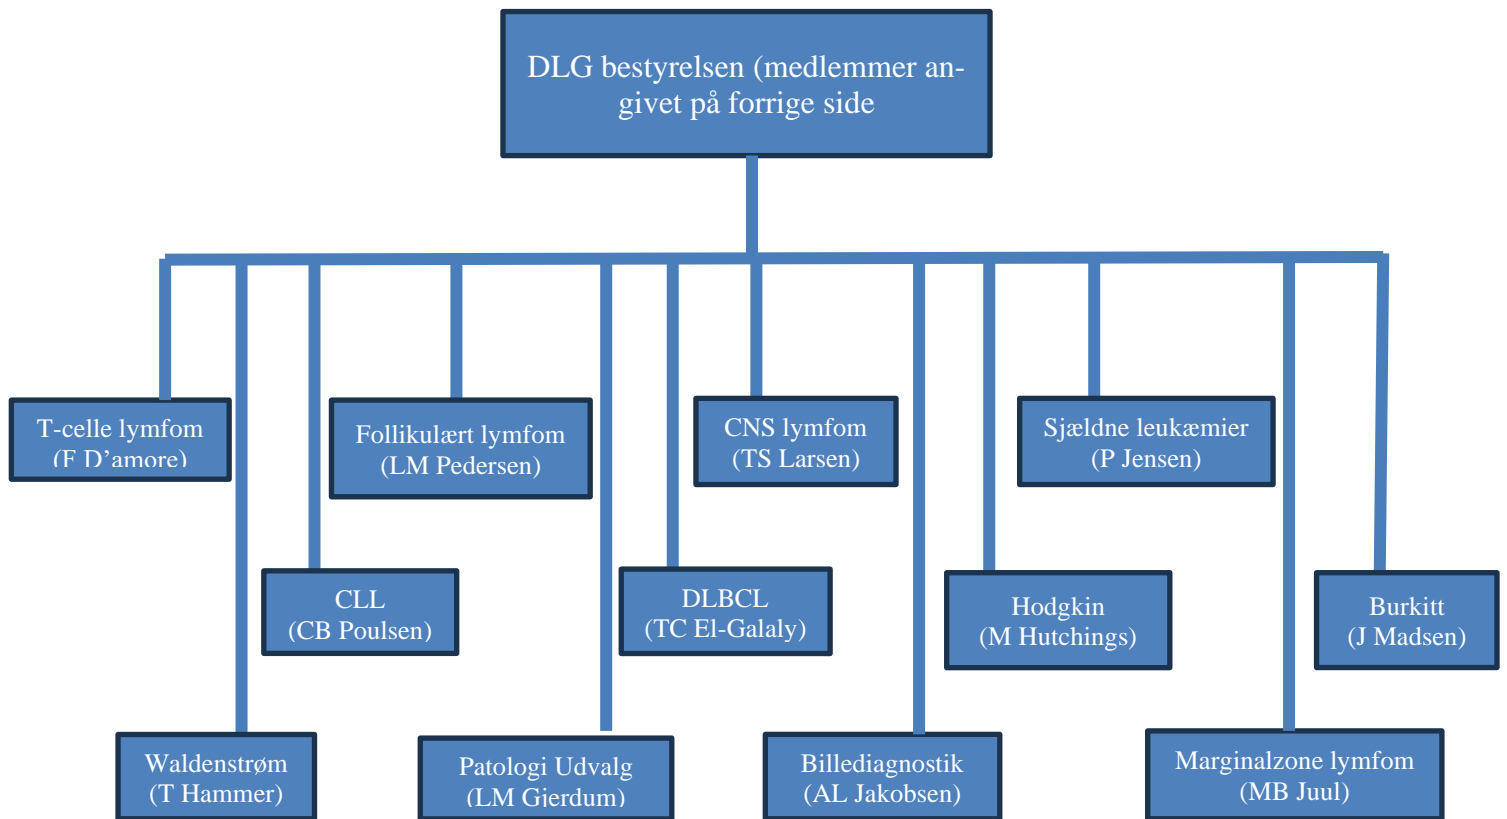 DLG bestyrelsen (medlemmer an-
givet på forrige side
T-celle lymfom
(F D’amore)
Follikulært lymfom
(LM Pedersen)
CNS lymfom
(TS Larsen)
Sjældne leukæmier
(P Jensen)
CLL
(CB Poulsen)
DLBCL
(TC El-Galaly)
Hodgkin
(M Hutchings)
Burkitt
(J Madsen)
Waldenstrøm
(T Hammer)
Patologi Udvalg
(LM Gjerdum)
Billediagnostik
(AL Jakobsen)
Marginalzone lymfom
(MB Juul)